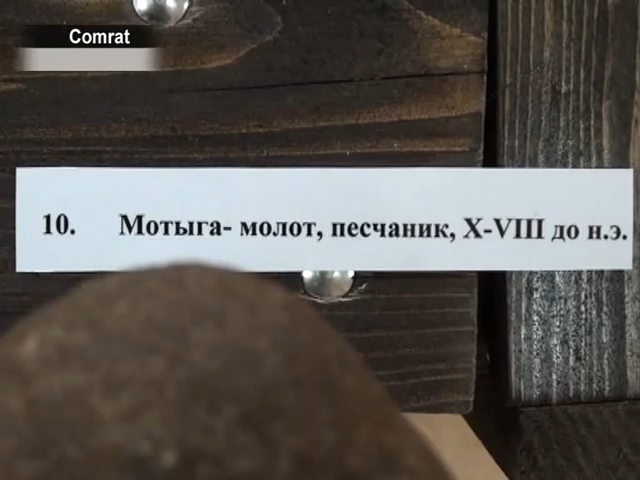 Comrat
10. Мотыга- молот, песчаник, X-VIII до н.э.